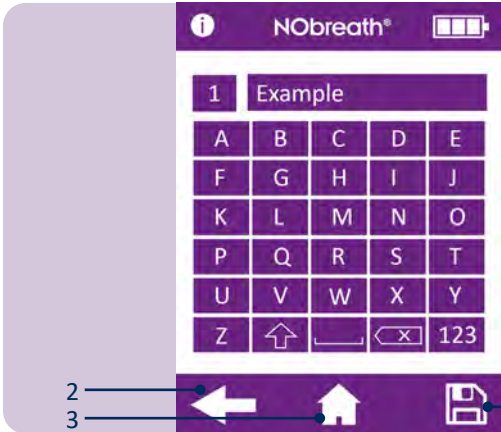 i NObreath®
1 Example
A B C D E
F G H I J
K L M N O
P Q R S T
U V W X Y
Z 123
2
3